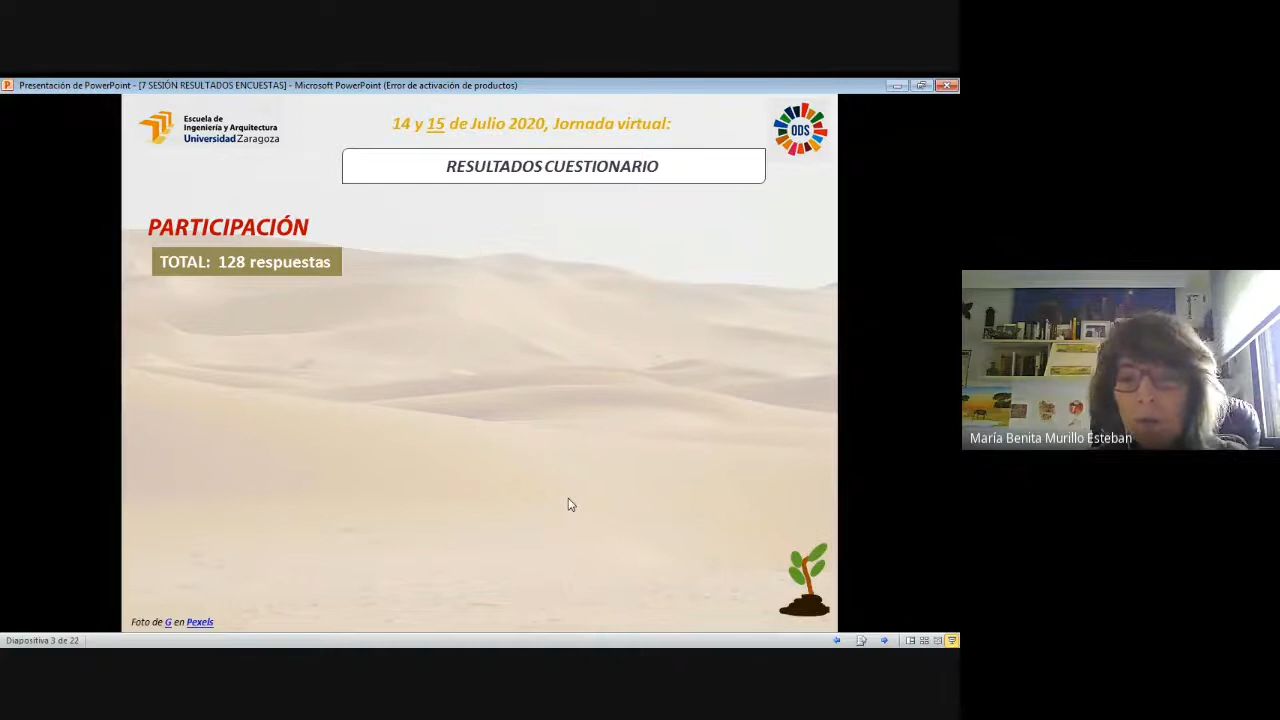 Presentación de PowerPoint - [7 SESIÓN RESULTADOS ENCUESTAS] - Microsoft PowerPoint (Error de activación de productos)
Escuela de
Ingeniería y Arquitectura
Universidad Zaragoza
14 y 15 de Julio 2020, Jornada virtual:
ODS
RESULTADOS CUESTIONARIO
PARTICIPACIÓN
TOTAL: 128 respuestas
María Benita Murillo Esteban
Foto de G en Pexels
Diapositiva 3 de 22